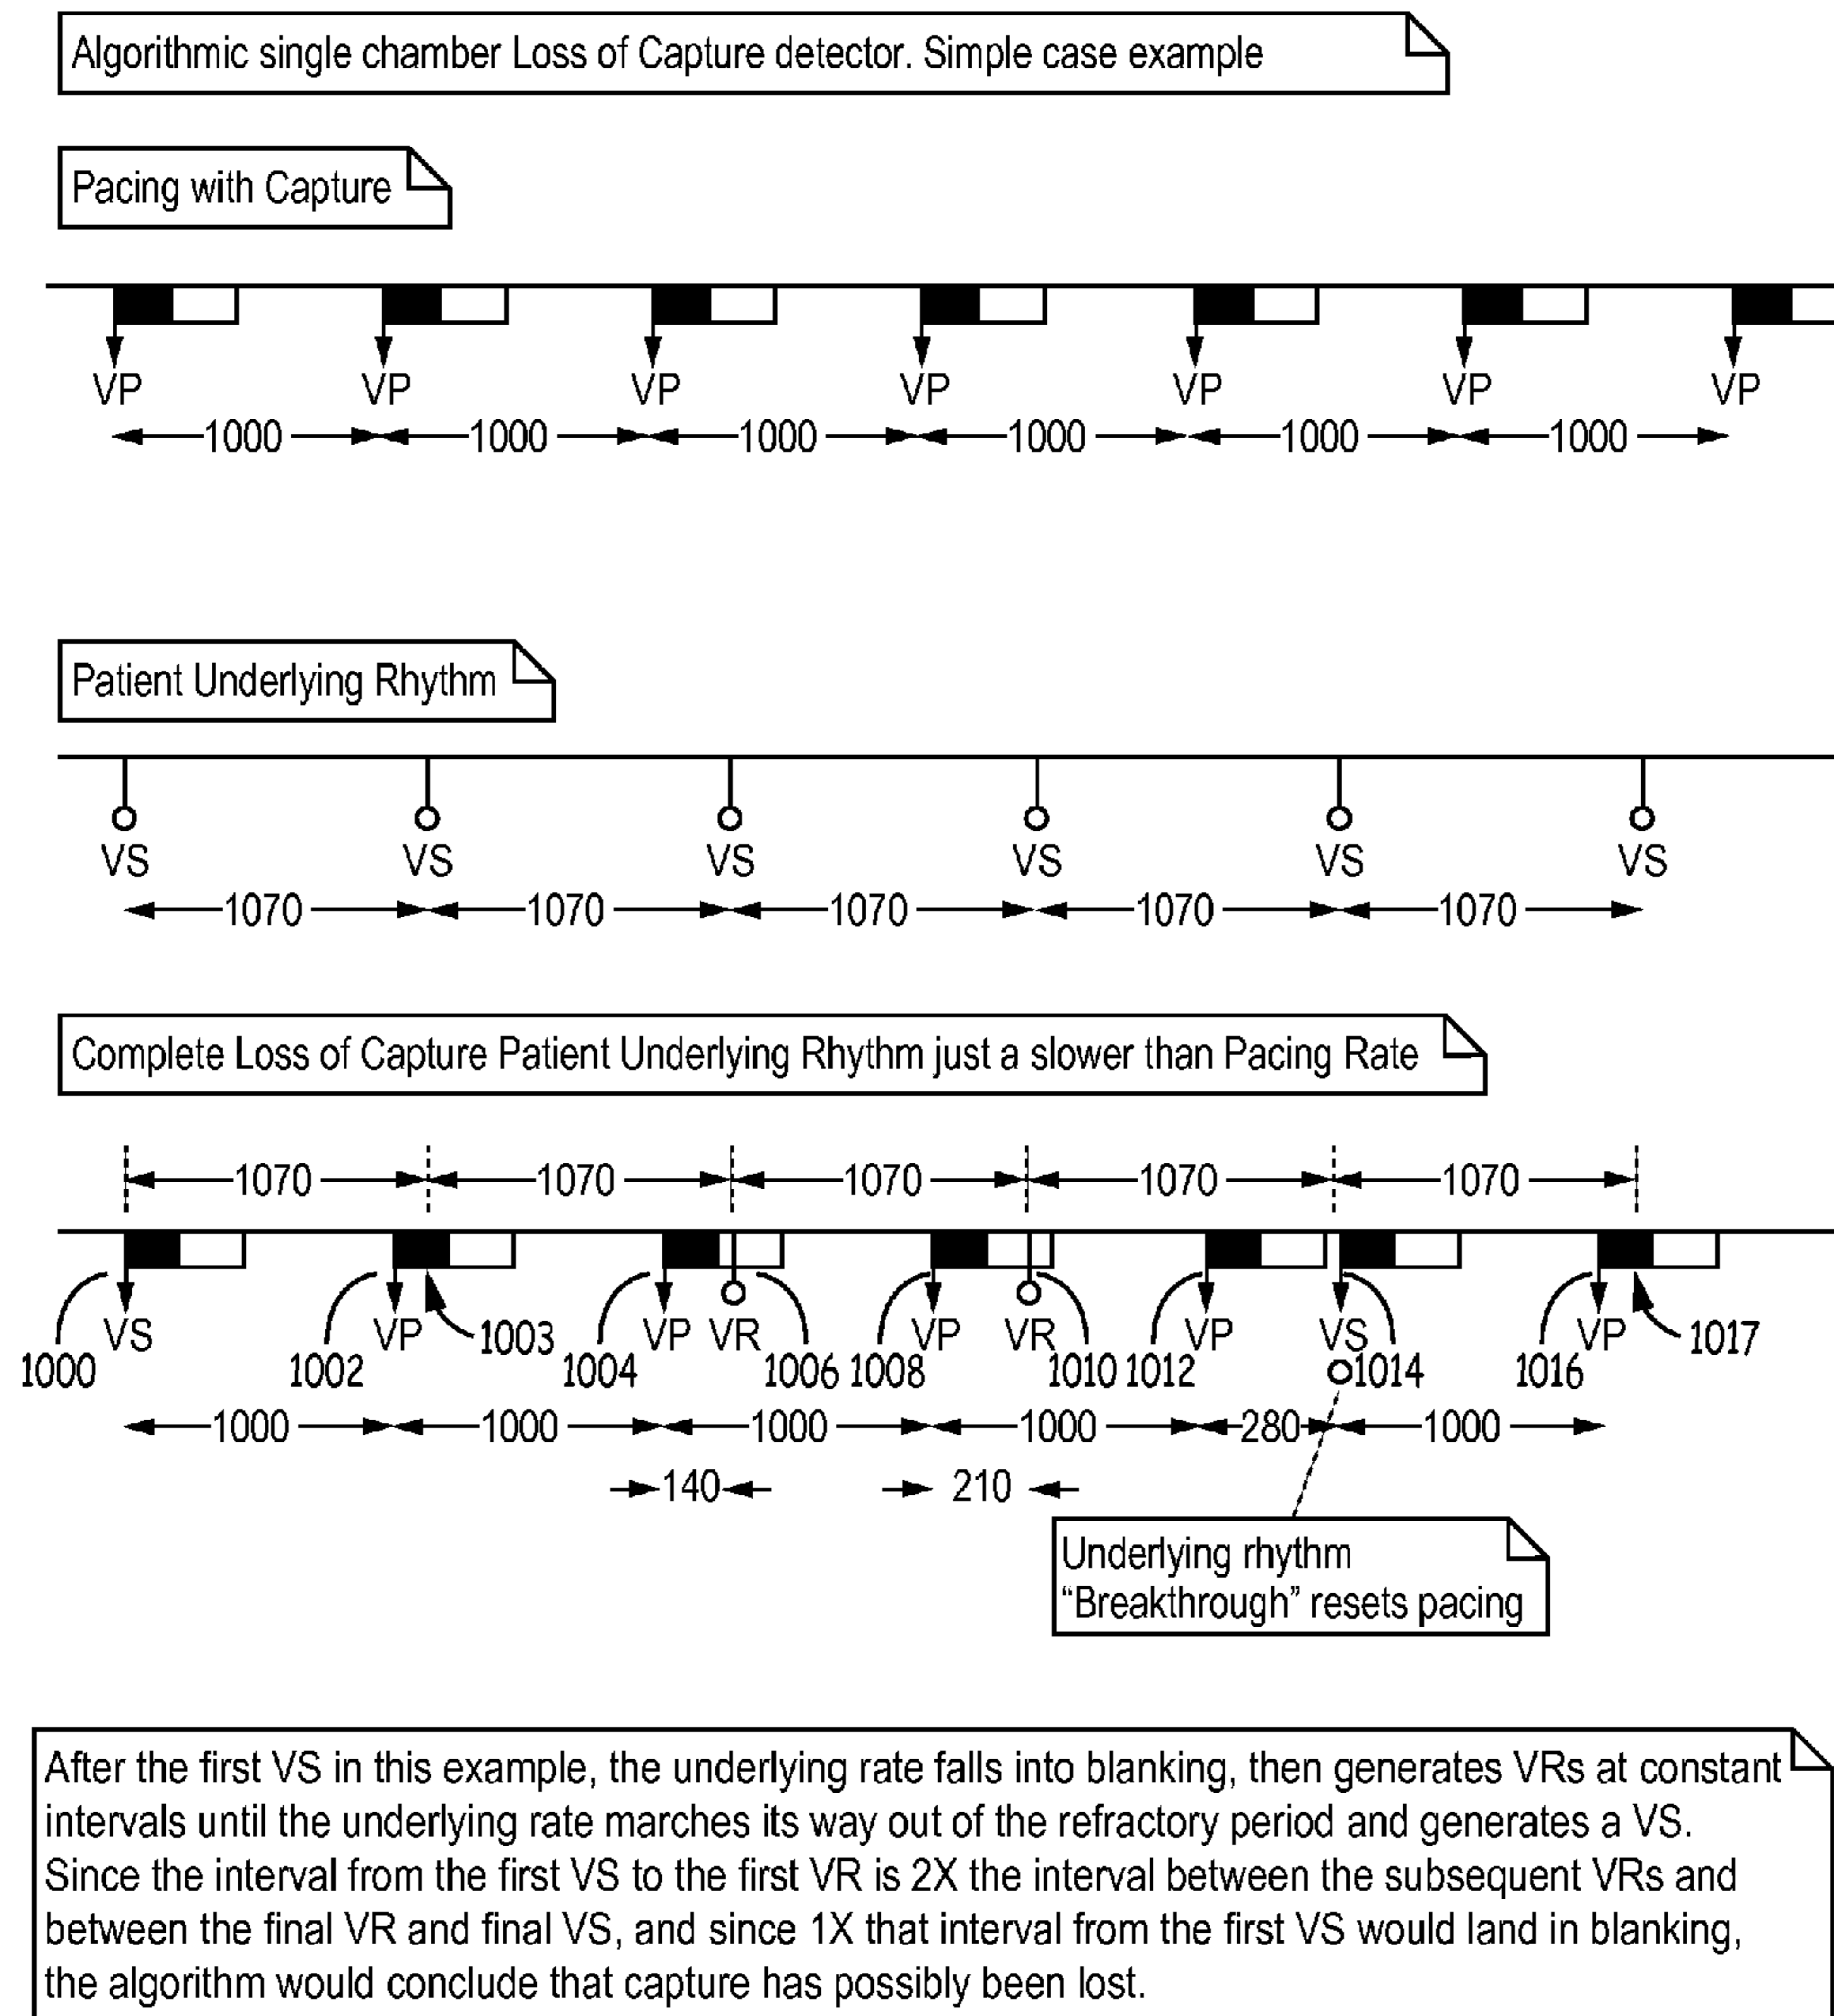 Algorithmic single chamber Loss of Capture detector. Simple case example
Pacing with Capture
VP VP VP VP VP VP VP
1000 1000 1000 1000 1000 1000
Patient Underlying Rhythm
VS VS VS VS VS VS
1070 1070 1070 1070 1070
Complete Loss of Capture Patient Underlying Rhythm just a slower than Pacing Rate
1070 1070 1070 1070 1070
VS VP 1003 VP VR VP VR VP VS VP 1017
1000 1002 1004 1006 1008 1010 1012 1014 1016
1000 1000 1000 1000 280 1000
140 210
Underlying rhythm
“Breakthrough” resets pacing
After the first VS in this example, the underlying rate falls into blanking, then generates VRs at constant
intervals until the underlying rate marches its way out of the refractory period and generates a VS.
Since the interval from the first VS to the first VR is 2X the interval between the subsequent VRs and
between the final VR and final VS, and since 1X that interval from the first VS would land in blanking,
the algorithm would conclude that capture has possibly been lost.